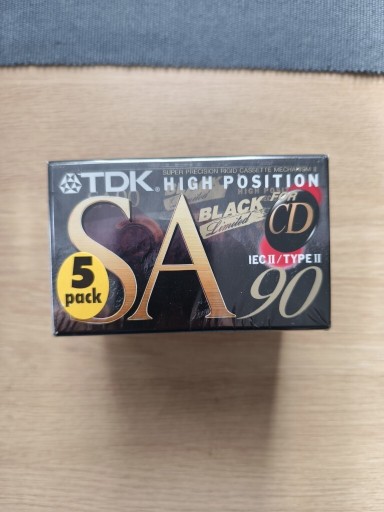 SUPER PRECISION RIGID CASSETTE MECHANISM II
TDK. HIGH POSITION
SA
BLACK
Limited
FOR
CD
IEC II/TYPE II
90
5
pack